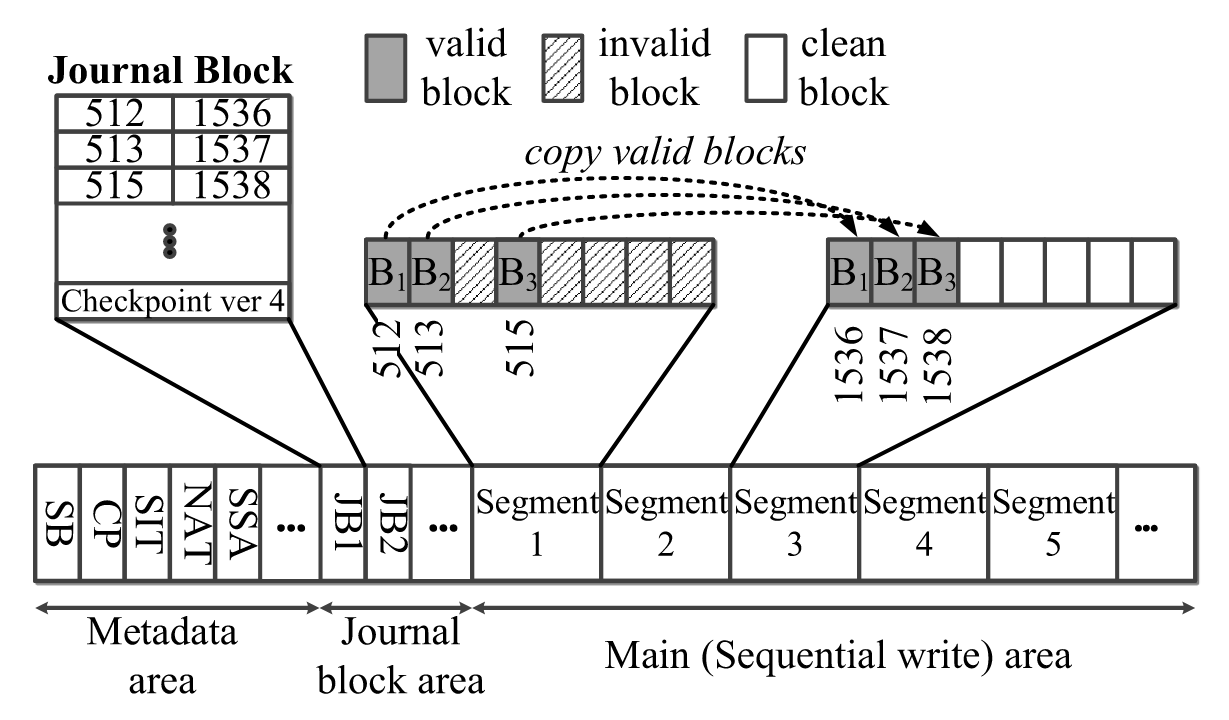 valid block
invalid block
clean block
Journal Block
512 1536
513 1537
515 1538
Checkpoint ver 4
copy valid blocks
B1 B2 B3
B1 B2 B3
512 513 515
1536 1537 1538
SB CP SIT NAT SSA ... JB1 JB2 ... Segment 1 Segment 2 Segment 3 Segment 4 Segment 5 ...
Metadata area
Journal block area
Main (Sequential write) area